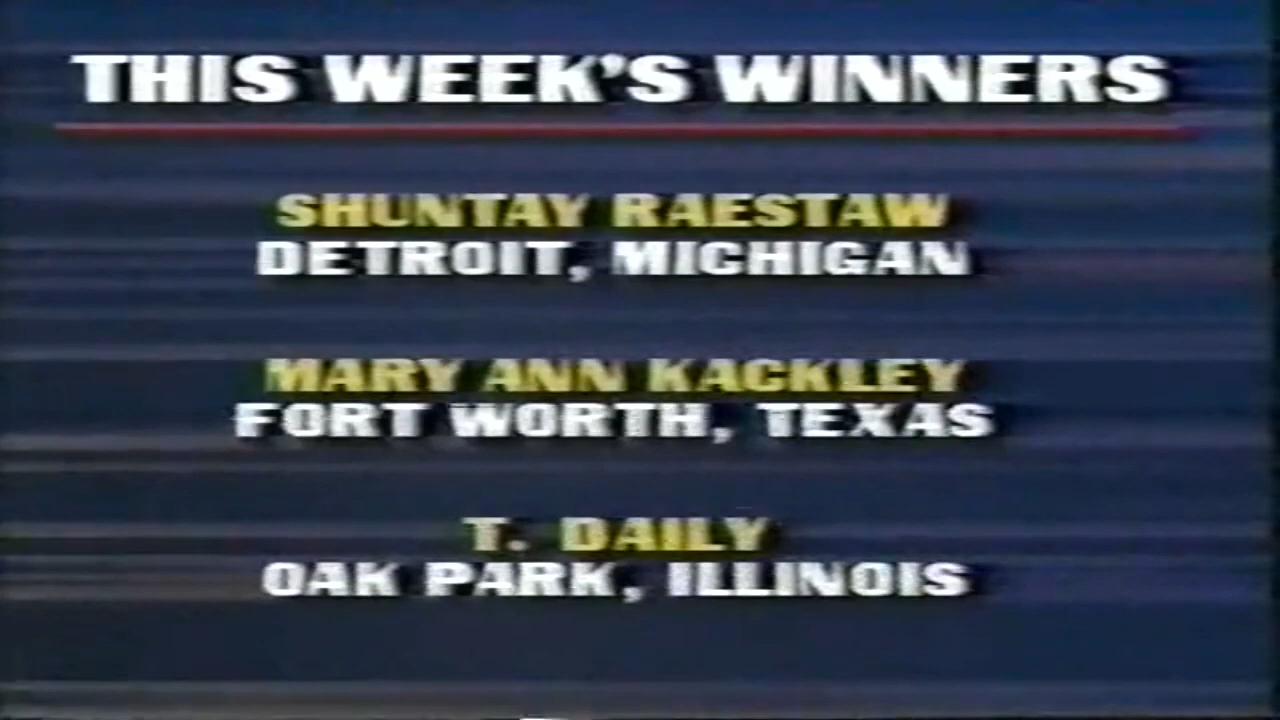 THIS WEEK'S WINNERS
SHUNTAY RAESTAW
DETROIT, MICHIGAN
MARY ANN KACKLEY
FORT WORTH, TEXAS
T. DAILY
OAK PARK, ILLINOIS